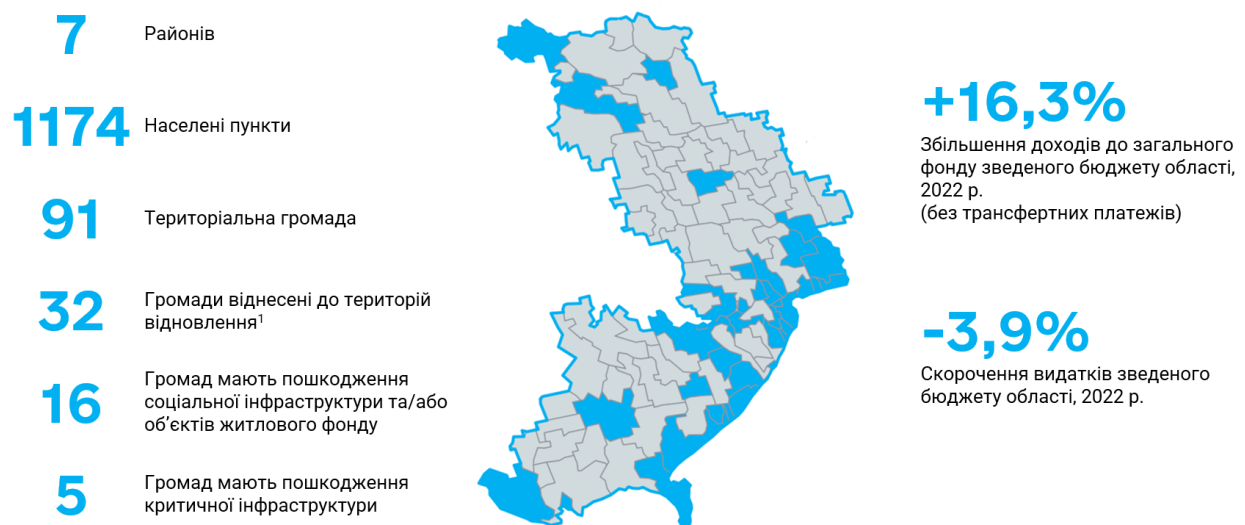 7
Районів
1174
Населені пункти
91
Територіальна громада
32
Громади віднесені до територій
відновлення¹
16
Громад мають пошкодження
соціальної інфраструктури та/або
об’єктів житлового фонду
5
Громад мають пошкодження
критичної інфраструктури
+16,3%
Збільшення доходів до загального
фонду зведеного бюджету області,
2022 р.
(без трансфертних платежів)
-3,9%
Скорочення видатків зведеного
бюджету області, 2022 р.